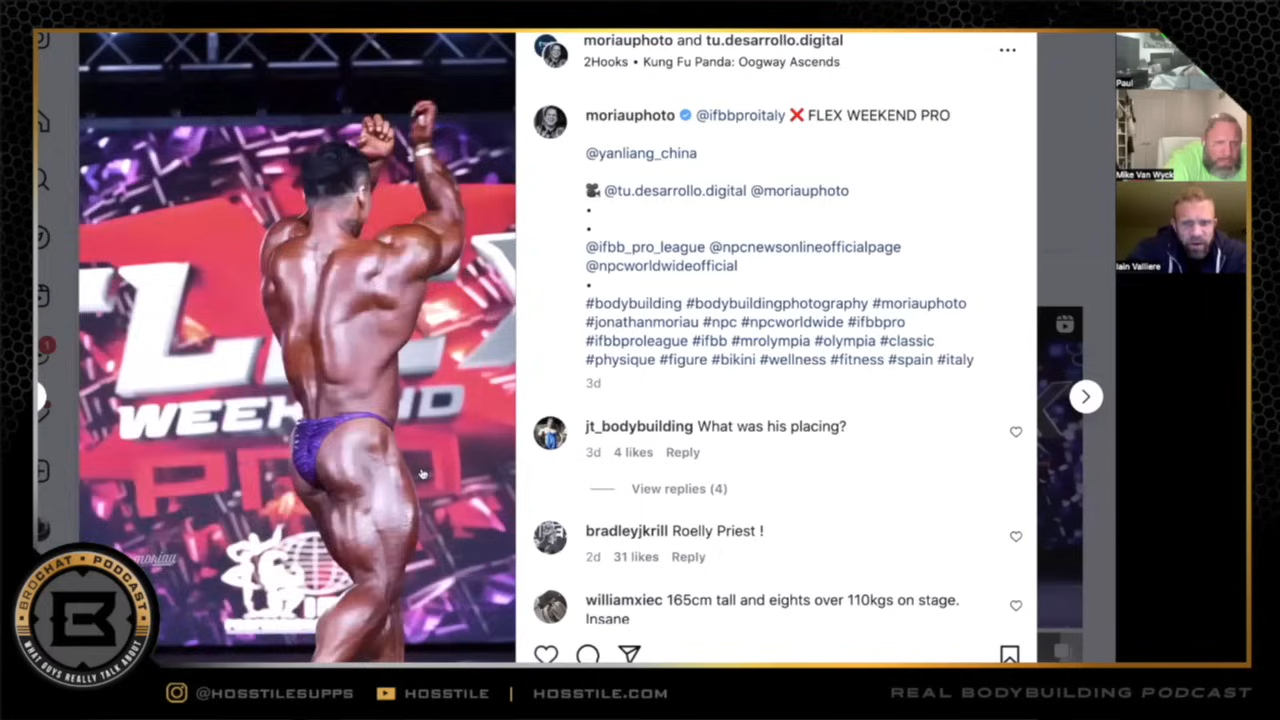 moriauphoto and tu.desarrollo.digital
2Hooks • Kung Fu Panda: Oogway Ascends
moriauphoto @ifbbproitaly ❌ FLEX WEEKEND PRO
@yanliang_china
🎥 @tu.desarrollo.digital @moriauphoto
•
•
@ifbb_pro_league @npcnewsonlineofficialpage
@npcworldwideofficial
•
#bodybuilding #bodybuildingphotography #moriauphoto
#jonathanmoriau #npc #npcworldwide #ifbbpro
#ifbbproleague #ifbb #mrolympia #olympia #classic
#physique #figure #bikini #wellness #fitness #spain #italy
3d
jt_bodybuilding What was his placing?
3d 4 likes Reply
View replies (4)
bradleyjkrill Roelly Priest !
2d 31 likes Reply
williamxiec 165cm tall and eights over 110kgs on stage.
Insane
Paul
Mike Van Wyck
Iain Valliere
1
WEEKEND
PRO
moriau
BROCHAT • PODCAST
B
WHAT GUYS REALLY TALK ABOUT
@HOSSTILESUPPS
HOSSTILE | HOSSTILE.COM
REAL BODYBUILDING PODCAST